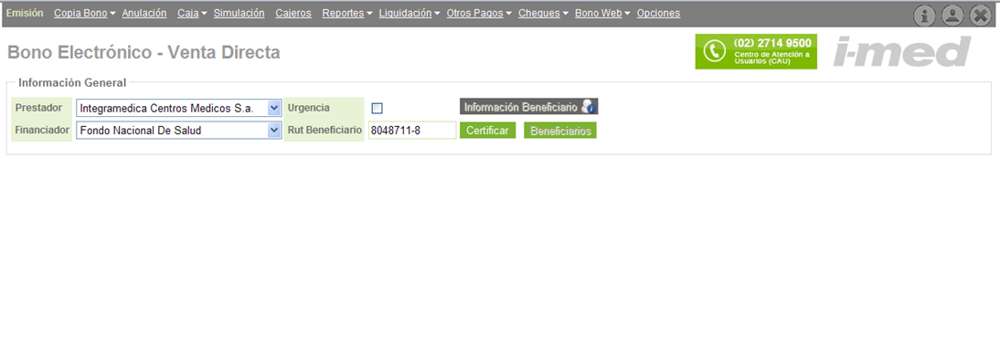 Emisión Copia Bono Anulación Caja Simulación Cajeros Reportes Liquidación Otros Pagos Cheques Bono Web Opciones
Bono Electrónico - Venta Directa
(02) 2714 9500
Centro de Atención a
Usuarios (CAU)
i-med
Información General
Prestador Integramedica Centros Medicos S.a. Urgencia Información Beneficiario
Financiador Fondo Nacional De Salud Rut Beneficiario 8048711-8 Certificar Beneficiarios